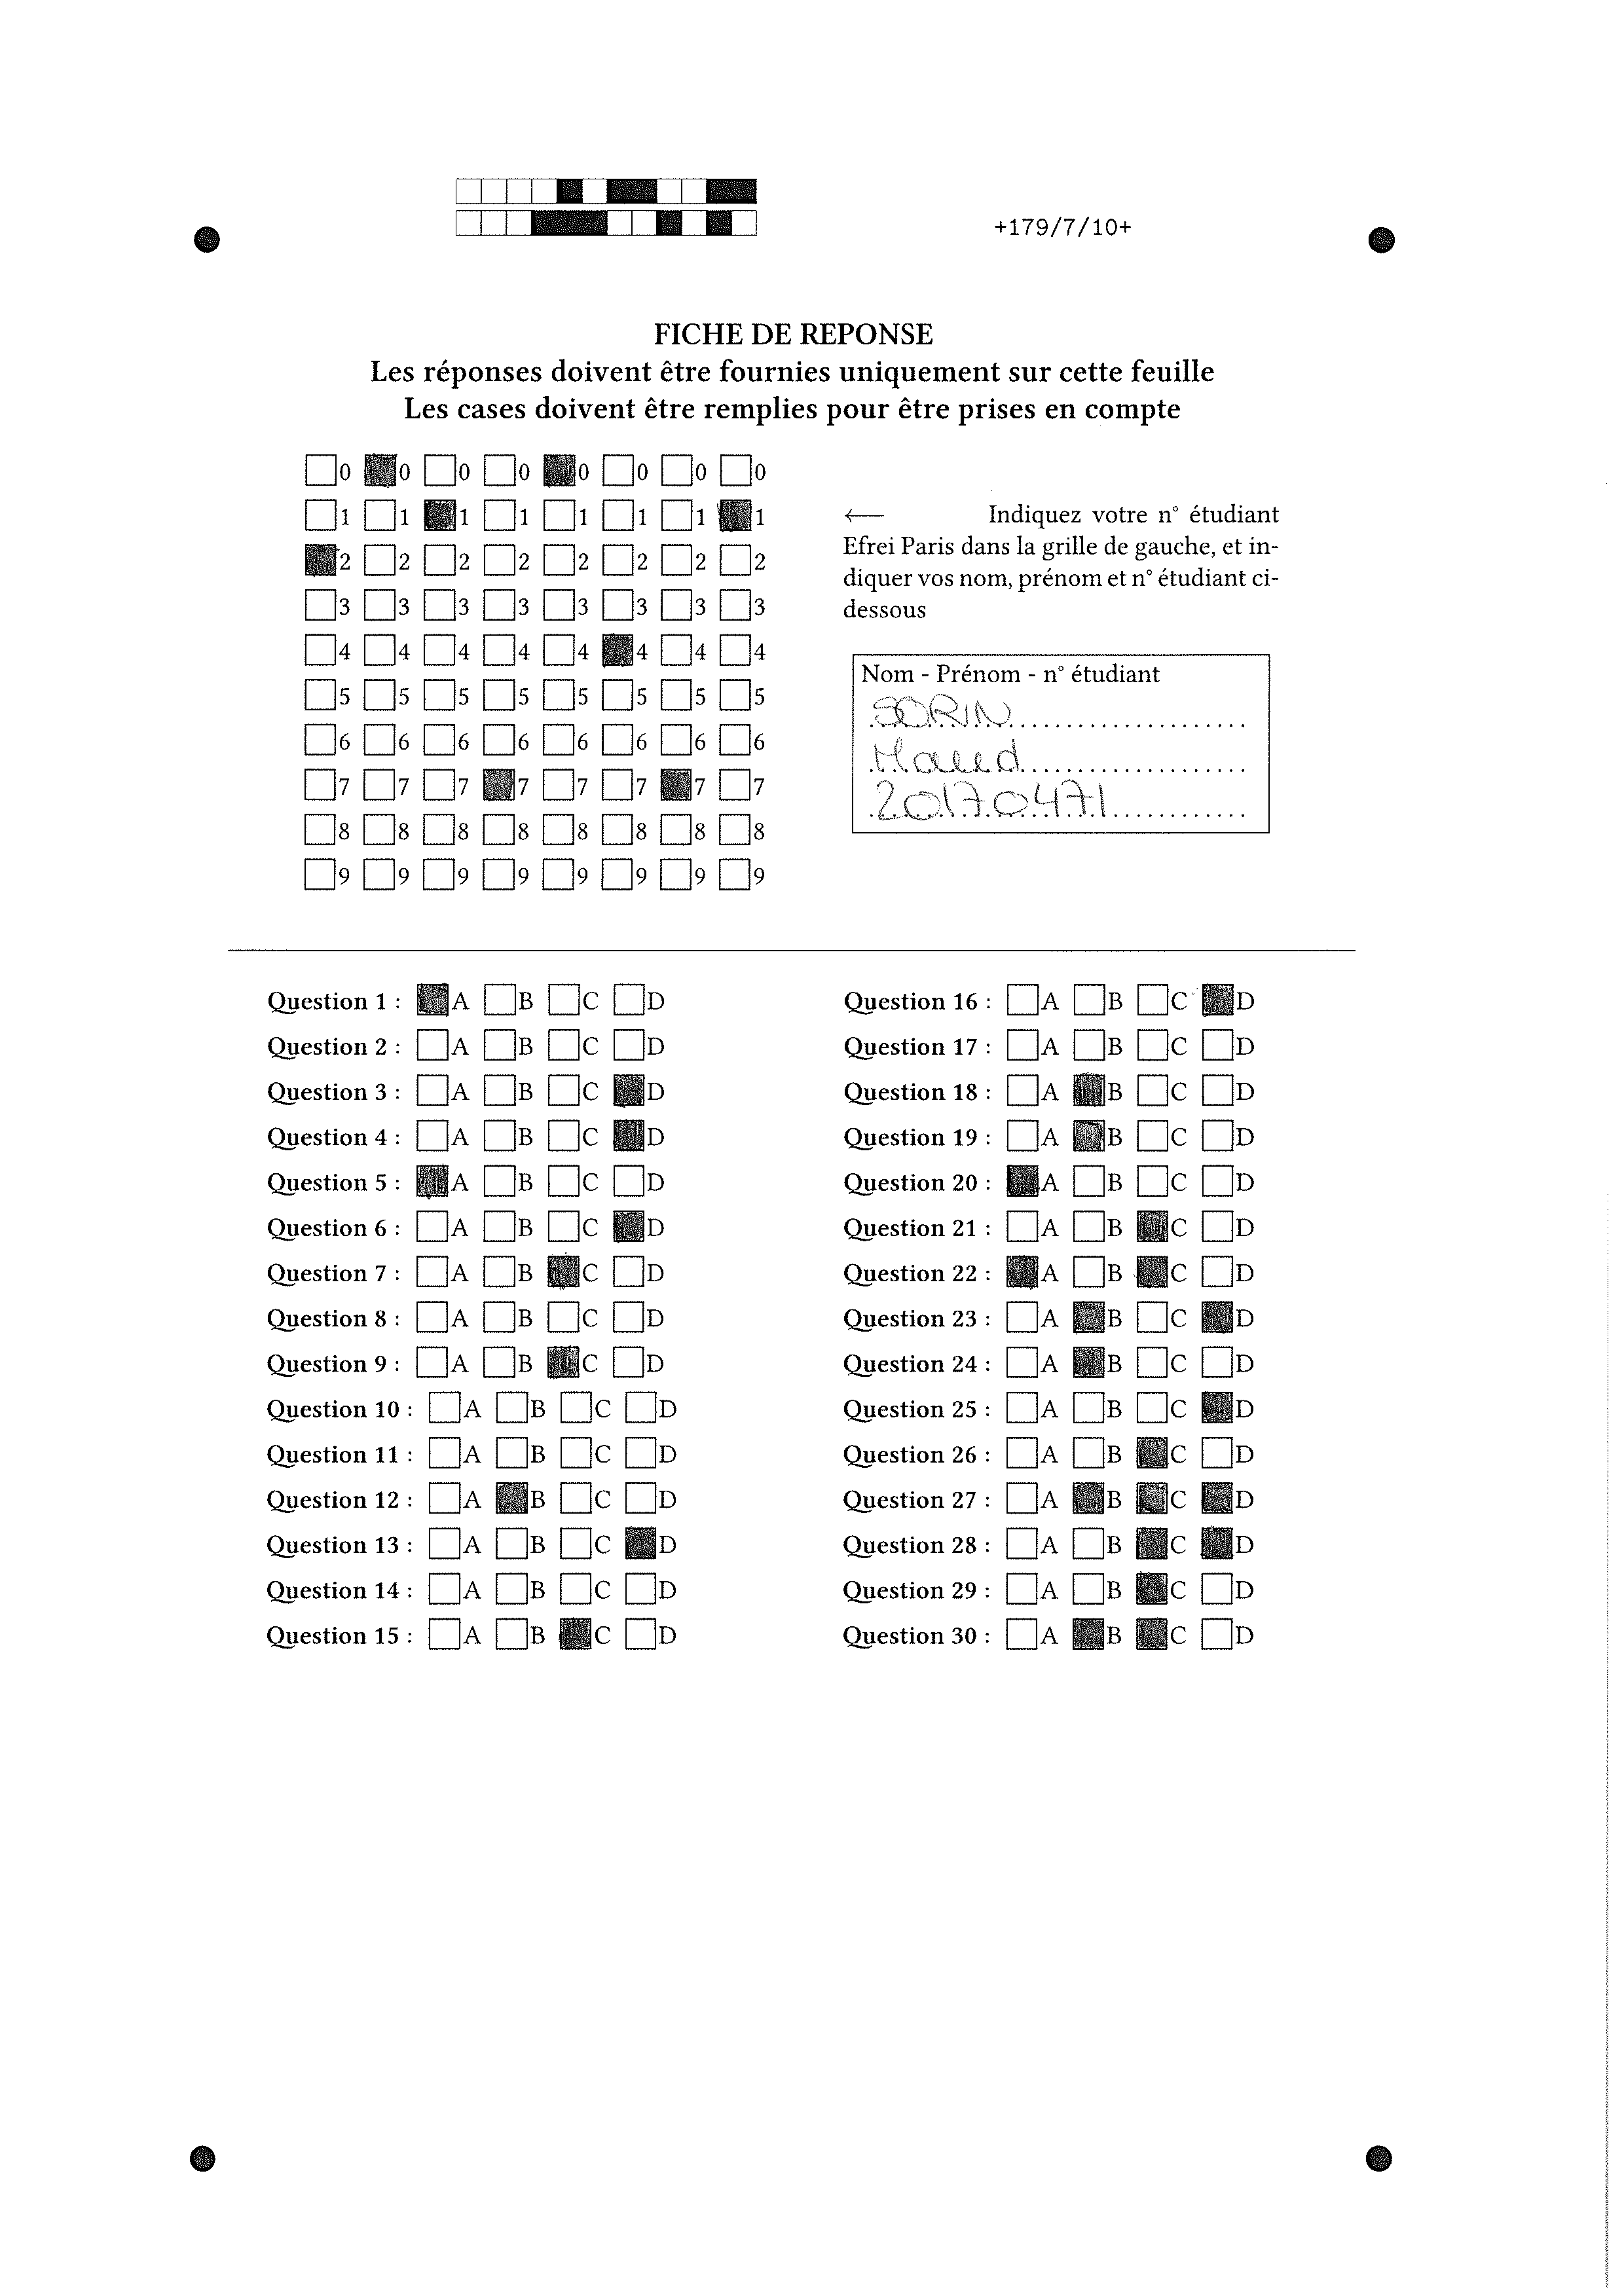 +179/7/10+
FICHE DE REPONSE
Les réponses doivent être fournies uniquement sur cette feuille
Les cases doivent être remplies pour être prises en compte
0 0 0 0 0 0 0 0
1 1 1 1 1 1 1 1
2 2 2 2 2 2 2 2
3 3 3 3 3 3 3 3
4 4 4 4 4 4 4 4
5 5 5 5 5 5 5 5
6 6 6 6 6 6 6 6
7 7 7 7 7 7 7 7
8 8 8 8 8 8 8 8
9 9 9 9 9 9 9 9
← Indiquez votre n° étudiant
Efrei Paris dans la grille de gauche, et in-
diquer vos nom, prénom et n° étudiant ci-
dessous
Nom - Prénom - n° étudiant
SORIN
20170471
Question 1 : A B C D
Question 2 : A B C D
Question 3 : A B C D
Question 4 : A B C D
Question 5 : A B C D
Question 6 : A B C D
Question 7 : A B C D
Question 8 : A B C D
Question 9 : A B C D
Question 10 : A B C D
Question 11 : A B C D
Question 12 : A B C D
Question 13 : A B C D
Question 14 : A B C D
Question 15 : A B C D
Question 16 : A B C D
Question 17 : A B C D
Question 18 : A B C D
Question 19 : A B C D
Question 20 : A B C D
Question 21 : A B C D
Question 22 : A B C D
Question 23 : A B C D
Question 24 : A B C D
Question 25 : A B C D
Question 26 : A B C D
Question 27 : A B C D
Question 28 : A B C D
Question 29 : A B C D
Question 30 : A B C D